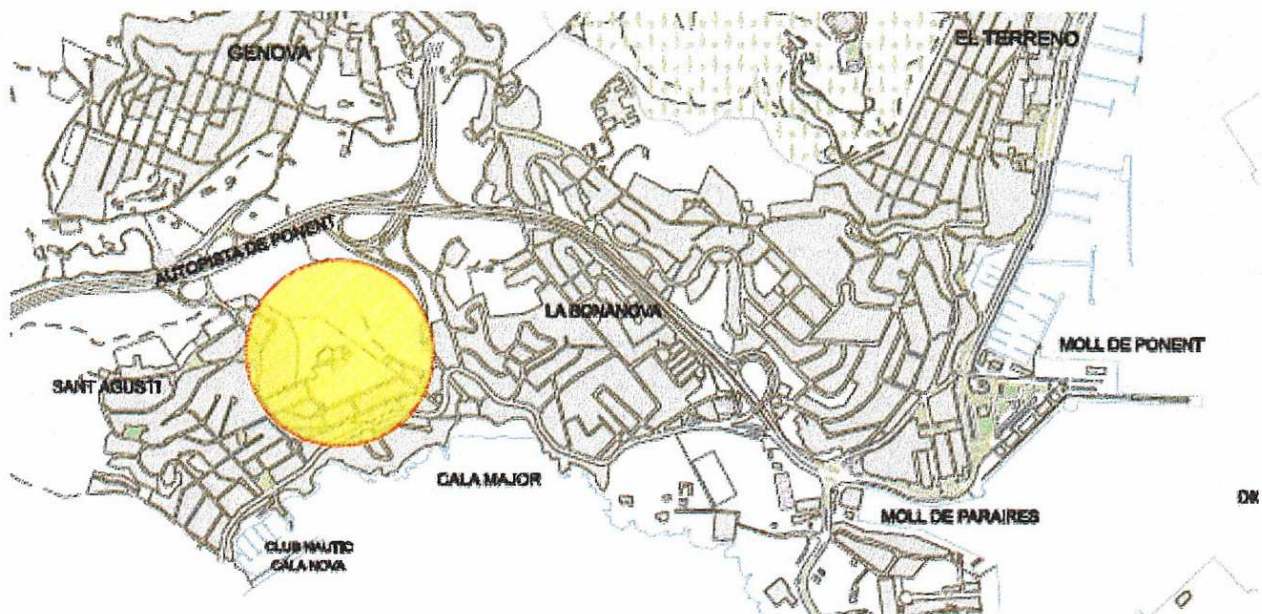 EL TERRENO
GENOVA
AUTOPISTA DE PONENT
LA BONANOVA
MOLL DE PONENT
SANT AGUSTI
CALA MAJOR
MOLL DE PARAIRES
CLUB NAUTIC
CALA NOVA